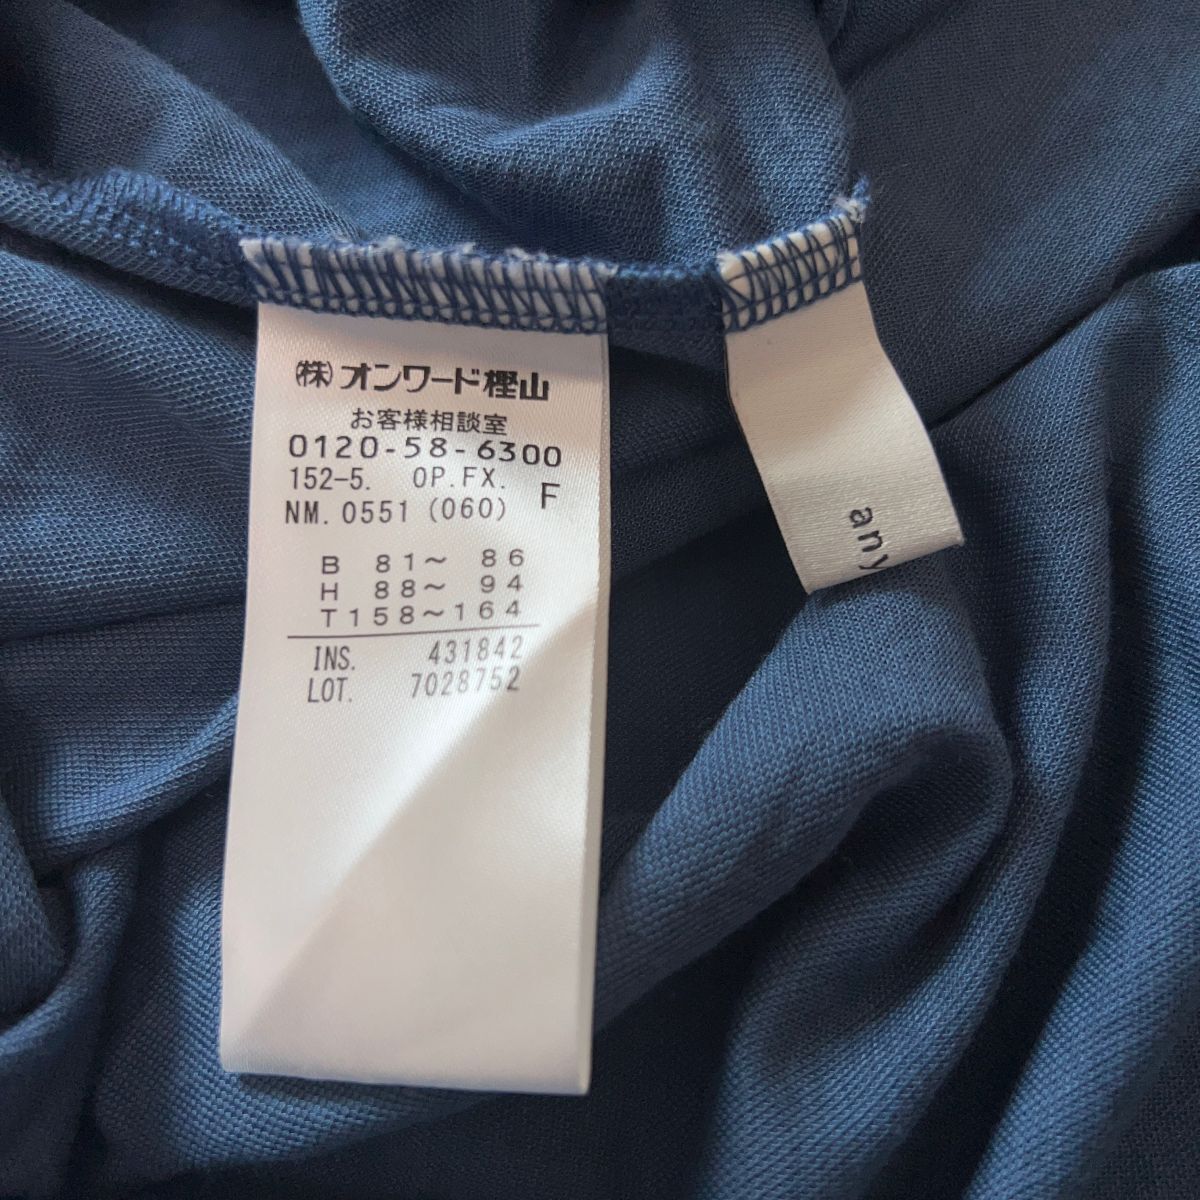 ㈱オンワード樫山
お客様相談室
0120-58-6300
152-5. OP.FX. F
NM. 0551 (060)
B 81～ 86
H 88～ 94
T158～164
INS. 431842
LOT. 7028752
any